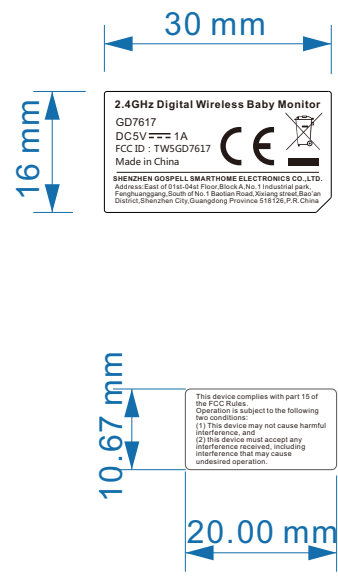 30 mm
16 mm
2.4GHz Digital Wireless Baby Monitor
GD7617
DC5V 1A
FCC ID : TW5GD7617
Made in China
CE
SHENZHEN GOSPELL SMARTHOME ELECTRONICS CO.,LTD.
Address:East of 01st-04st Floor,Block A,No.1 Industrial park,
Fenghuanggang,South of No.1 Baotian Road,Xixiang street,Bao'an
District,Shenzhen City,Guangdong Province 518126,P.R.China
10.67 mm
This device complies with part 15 of
the FCC Rules.
Operation is subject to the following
two conditions:
(1) This device may not cause harmful
interference, and
(2) this device must accept any
interference received, including
interference that may cause
undesired operation.
20.00 mm